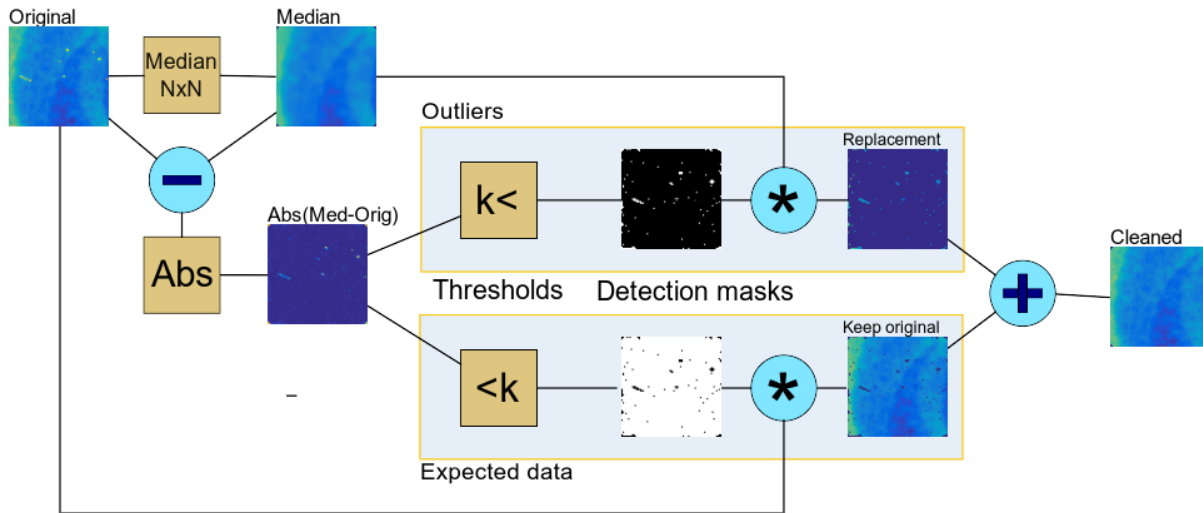 Original
Median
Median
NxN
Outliers
Replacement
−
k<
*
Abs(Med-Orig)
Abs
Cleaned
Thresholds
Detection masks
+
Keep original
<k
*
–
Expected data